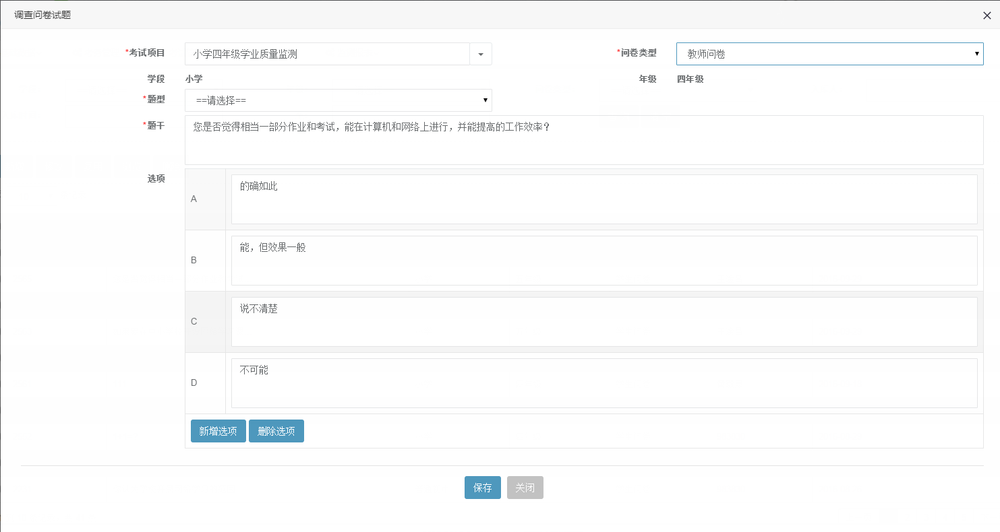 调查问卷试题
*考试项目 小学四年级学业质量监测 *问卷类型 教师问卷
学段 小学 年级 四年级
*题型 ==请选择==
*题干 您是否觉得相当一部分作业和考试，能在计算机和网络上进行，并能提高的工作效率？
选项
A 的确如此
B 能，但效果一般
C 说不清楚
D 不可能
新增选项 删除选项
保存 关闭